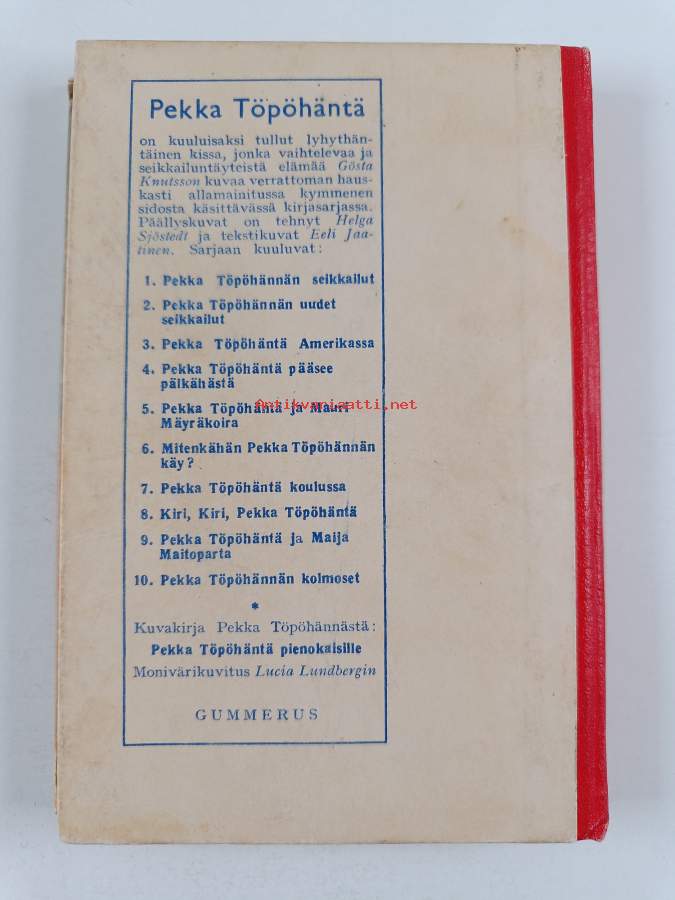 Pekka Töpöhäntä
on kuuluisaksi tullut lyhythän-
täinen kissa, jonka vaihtelevaa ja
seikkailuntäyteistä elämää Gösta
Knutsson kuvaa verrattoman haus-
kasti allamainitussa kymmenen
sidosta käsittävässä kirjasarjassa.
Päällyskuvat on tehnyt Helga
Sjöstedt ja tekstikuvat Eeli Jaa-
tinen. Sarjaan kuuluvat:
1. Pekka Töpöhännän seikkailut
2. Pekka Töpöhännän uudet
seikkailut
3. Pekka Töpöhäntä Amerikassa
4. Pekka Töpöhäntä pääsee
pälkähästä
5. Pekka Töpöhäntä ja Mauri
Mäyräkoira
Antikvariaatti.net
6. Mitenkähän Pekka Töpöhännän
käy?
7. Pekka Töpöhäntä koulussa
8. Kiri, Kiri, Pekka Töpöhäntä
9. Pekka Töpöhäntä ja Maija
Maitoparta
10. Pekka Töpöhännän kolmoset
*
Kuvakirja Pekka Töpöhännästä:
Pekka Töpöhäntä pienokaisille
Monivärikuvitus Lucia Lundbergin
GUMMERUS